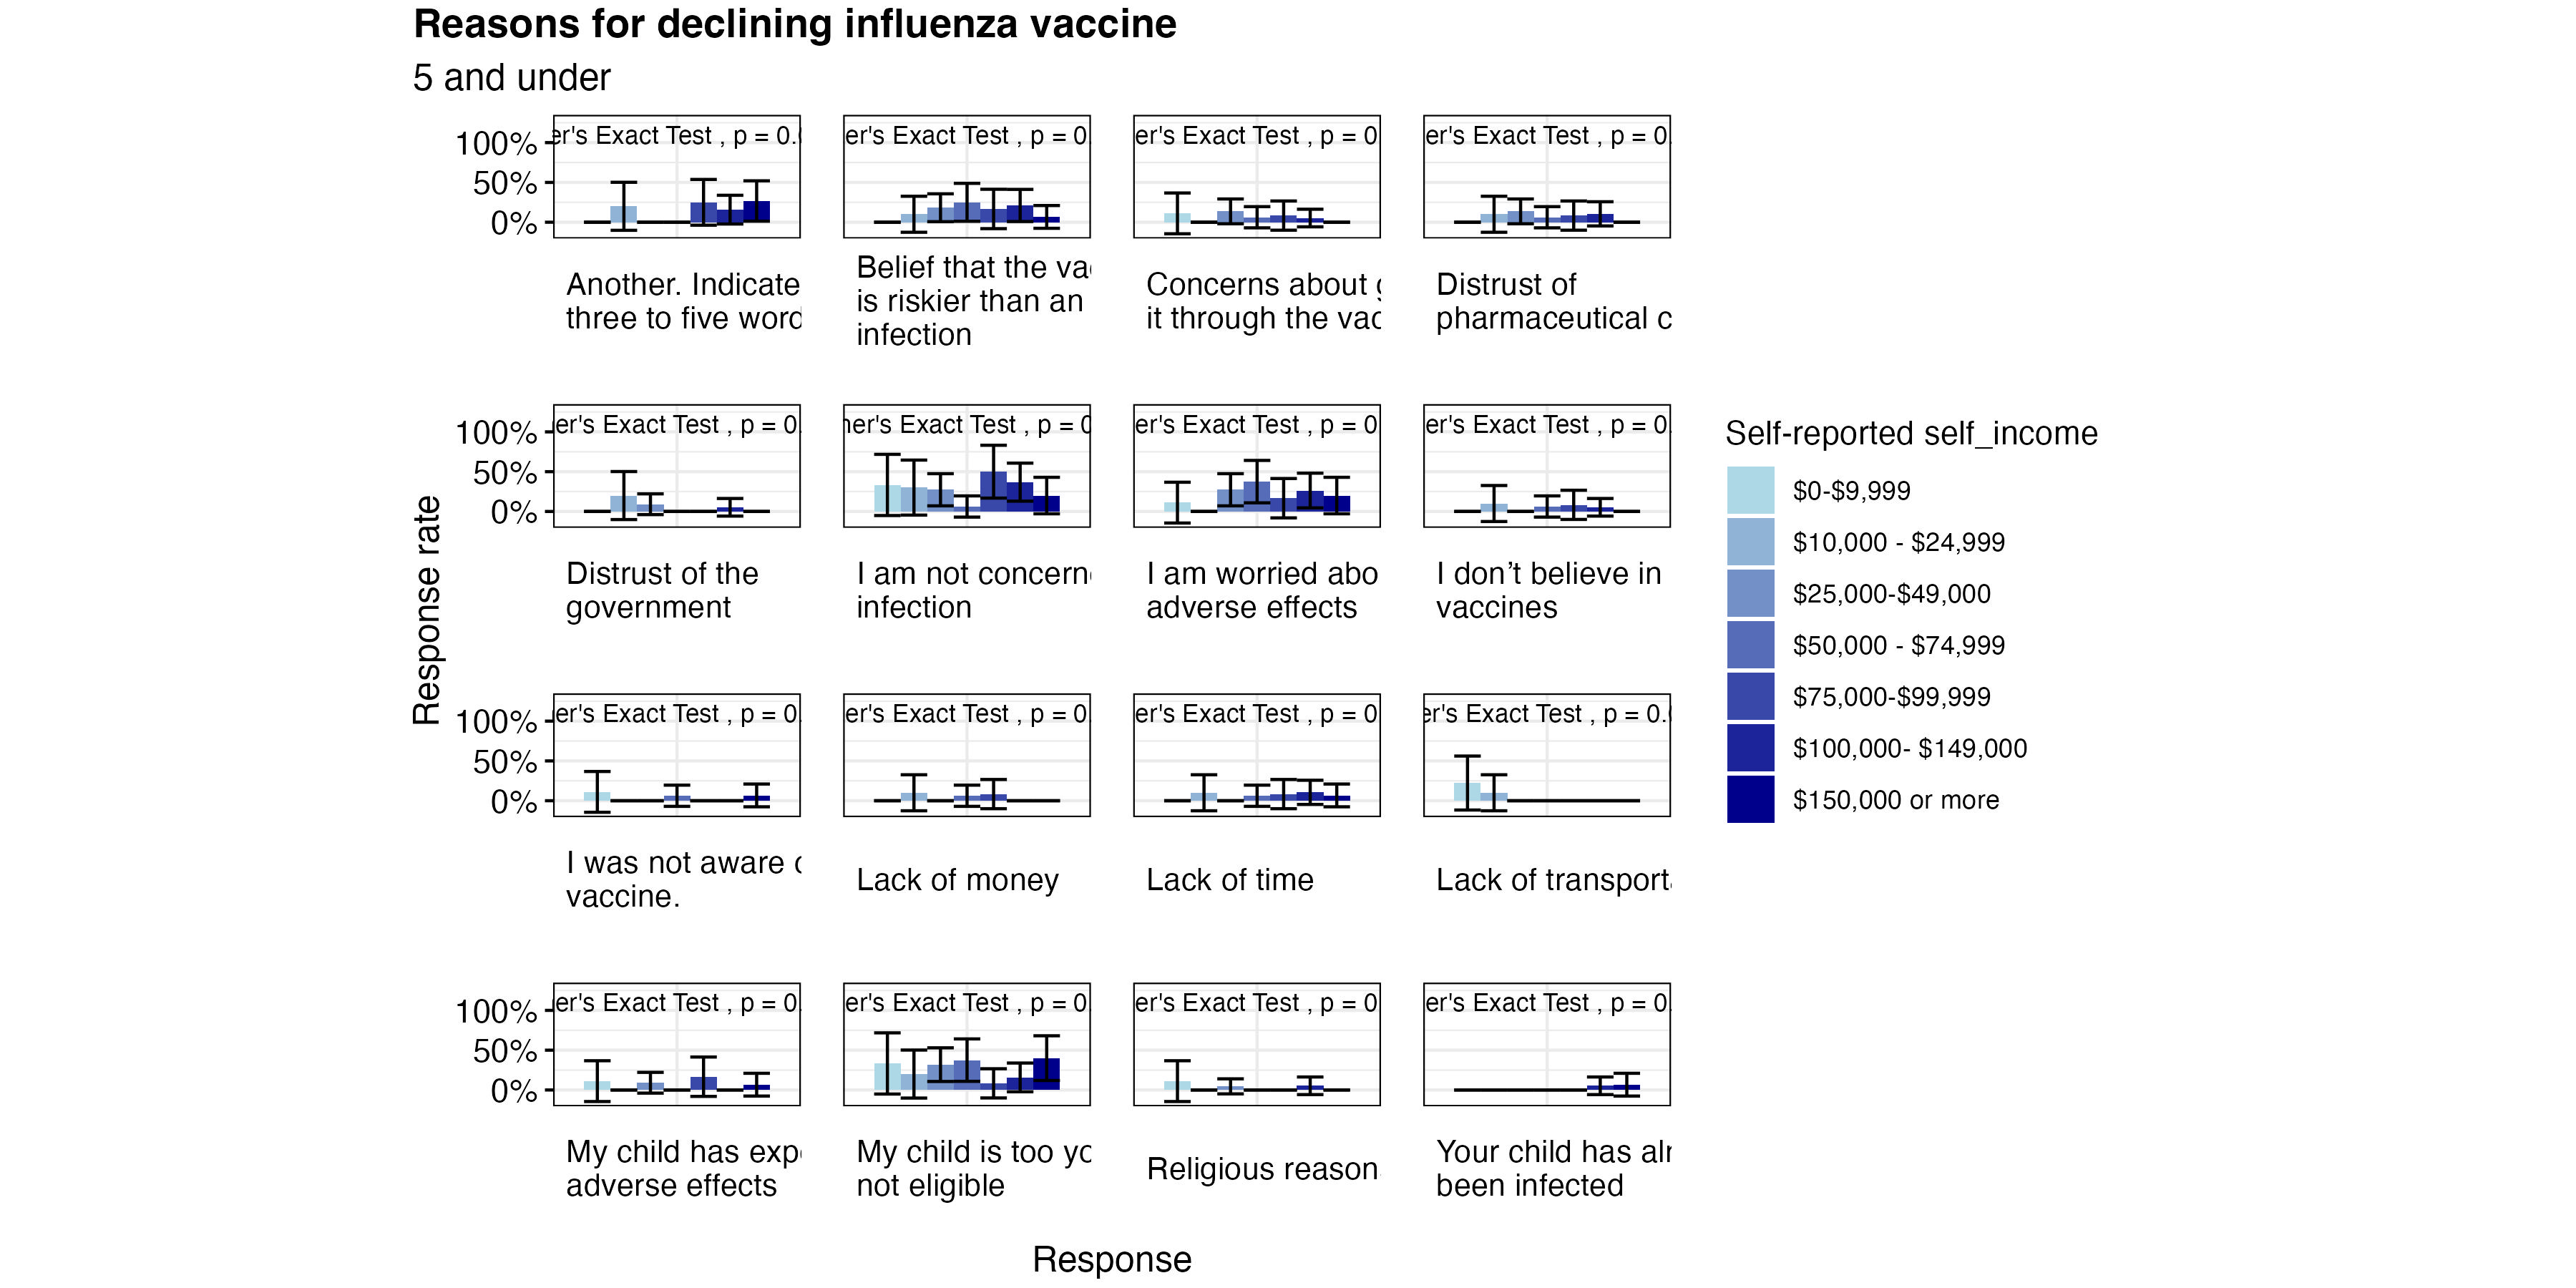 Reasons for declining influenza vaccine
5 and under
Response rate
100%
50%
0%
er's Exact Test , p = 0.
er's Exact Test , p = 0.
er's Exact Test , p = 0
er's Exact Test , p = 0.
Another. Indicate
three to five word
Belief that the
is riskier than an
infection
Concerns about
it through the vac
Distrust of
pharmaceutical c
100%
50%
0%
er's Exact Test , p = 0.
her's Exact Test , p = 0
er's Exact Test , p = 0
er's Exact Test , p = 0.
Distrust of the
government
I am not concern
infection
I am worried abo
adverse effects
I don’t believe in
vaccines
100%
50%
0%
er's Exact Test , p = 0.
er's Exact Test , p = 0.
er's Exact Test , p = 0
er's Exact Test , p = 0.
I was not aware
vaccine.
Lack of money
Lack of time
Lack of transport
100%
50%
0%
er's Exact Test , p = 0.
er's Exact Test , p = 0.
er's Exact Test , p = 0
er's Exact Test , p = 0.
My child has exp
adverse effects
My child is too yo
not eligible
Religious reason
Your child has alr
been infected
Response
Self-reported self_income
$0-$9,999
$10,000 - $24,999
$25,000-$49,000
$50,000 - $74,999
$75,000-$99,999
$100,000- $149,000
$150,000 or more